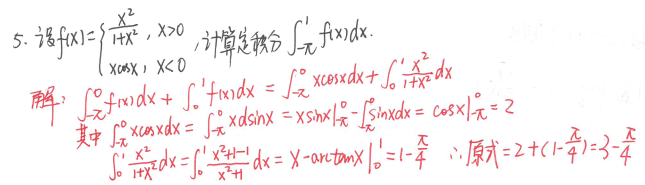 5. 设f(x)={ x²/(1+x²), x>0
xcosx, x<0 , 计算定积分 ∫_{-π}^{1} f(x)dx.
解: ∫_{-π}^{0} f(x)dx + ∫_{0}^{1} f(x)dx = ∫_{-π}^{0} xcosxdx + ∫_{0}^{1} x²/(1+x²) dx
其中 ∫_{-π}^{0} xcosxdx = ∫_{-π}^{0} xdsinx = xsinx|_{-π}^{0} - ∫_{-π}^{0} sinxdx = cosx|_{-π}^{0} = 2
∫_{0}^{1} x²/(1+x²) dx = ∫_{0}^{1} (x²+1-1)/(x²+1) dx = x - arctanx|_{0}^{1} = 1 - π/4 ∴原式 = 2+(1-π/4) = 3-π/4